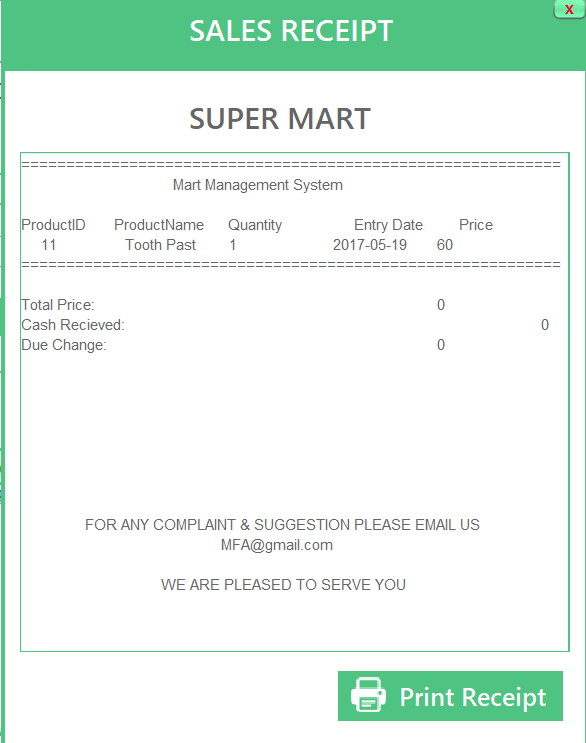 SALES RECEIPT
x
SUPER MART
============================================================
Mart Management System
ProductID ProductName Quantity Entry Date Price
11 Tooth Past 1 2017-05-19 60
============================================================
Total Price: 0
Cash Recieved: 0
Due Change: 0
FOR ANY COMPLAINT & SUGGESTION PLEASE EMAIL US
MFA@gmail.com
WE ARE PLEASED TO SERVE YOU
Print Receipt